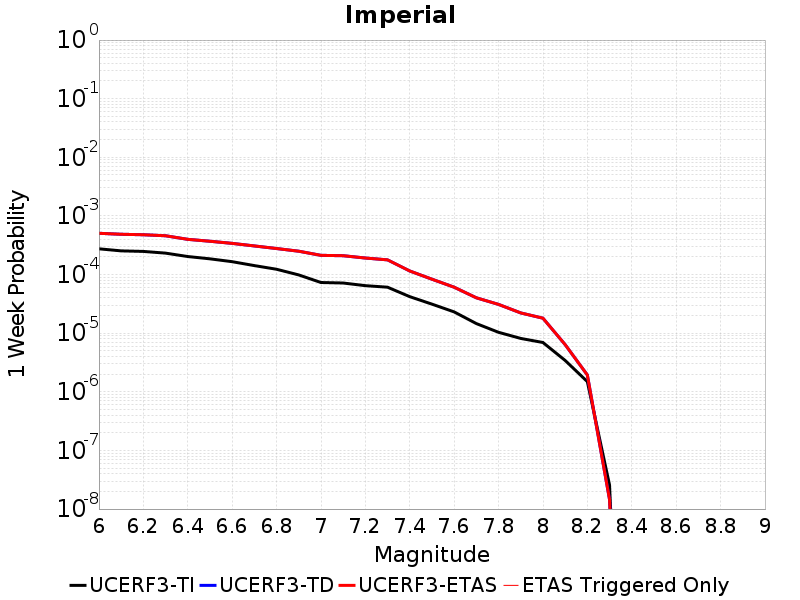 Imperial
10^0
10^-1
10^-2
10^-3
10^-4
10^-5
10^-6
10^-7
10^-8
1 Week Probability
6 6.2 6.4 6.6 6.8 7 7.2 7.4 7.6 7.8 8 8.2 8.4 8.6 8.8 9
Magnitude
UCERF3-TI UCERF3-TD UCERF3-ETAS ETAS Triggered Only